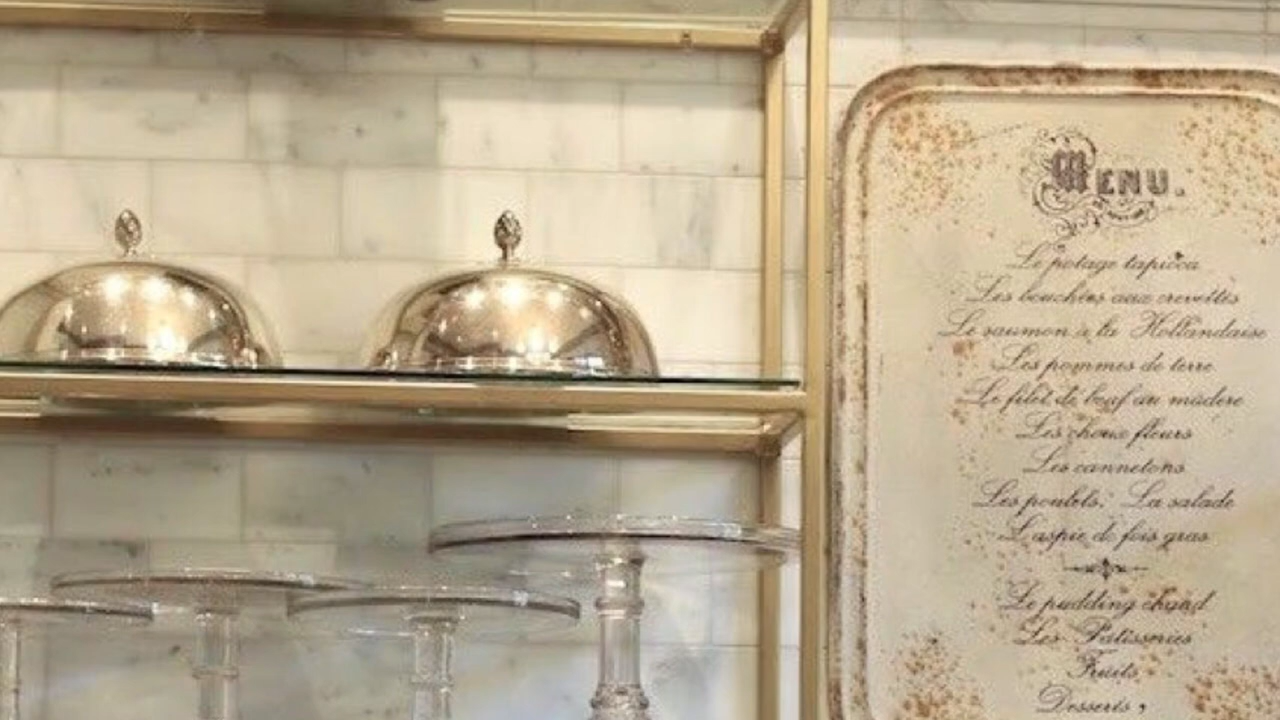 MENU.
Le potage tapioca
Les bouchées aux crevettes
Le saumon à la Hollandaise
Les pommes de terre
Le filet de bœuf au madère
Les choux fleurs
Les cannetons
Les poulets. La salade
L'aspic de fois gras
Le pudding chaud
Les Patisseries
Fruits
Desserts,